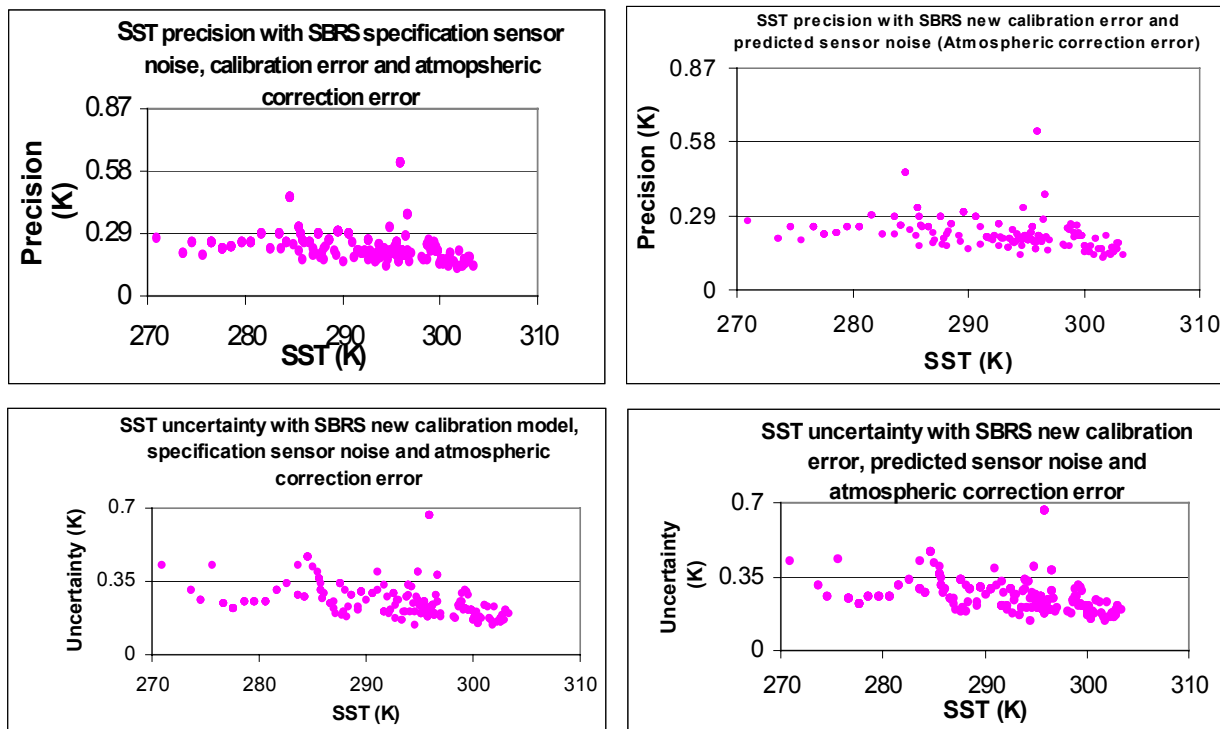 SST precision with SBRS specification sensor
noise, calibration error and atmopsheric
correction error
0.87
0.58
0.29
0
Precision
(K)
270 280 290 300 310
SST (K)
SST precision with SBRS new calibration error and
predicted sensor noise (Atmospheric correction error)
0.87
0.58
0.29
0
Precision (K)
270 280 290 300 310
SST (K)
SST uncertainty with SBRS new calibration model,
specification sensor noise and atmospheric
correction error
0.7
0.35
0
Uncertainty (K)
270 280 290 300 310
SST (K)
SST uncertainty with SBRS new calibration
error, predicted sensor noise and
atmospheric correction error
0.7
0.35
0
Uncertainty
(K)
270 280 290 300 310
SST (K)